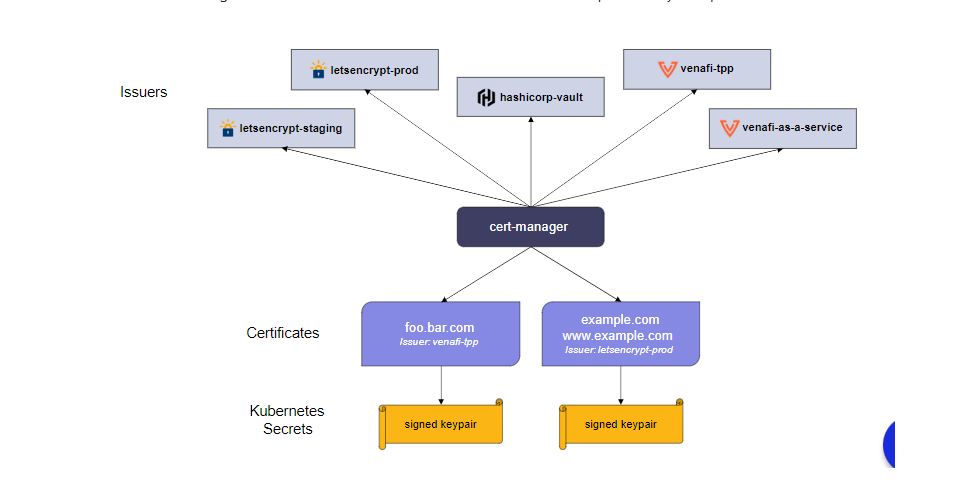 Issuers
letsencrypt-prod
venafi-tpp
hashicorp-vault
letsencrypt-staging
venafi-as-a-service
cert-manager
Certificates
foo.bar.com
Issuer: venafi-tpp
example.com
www.example.com
Issuer: letsencrypt-prod
Kubernetes
Secrets
signed keypair
signed keypair